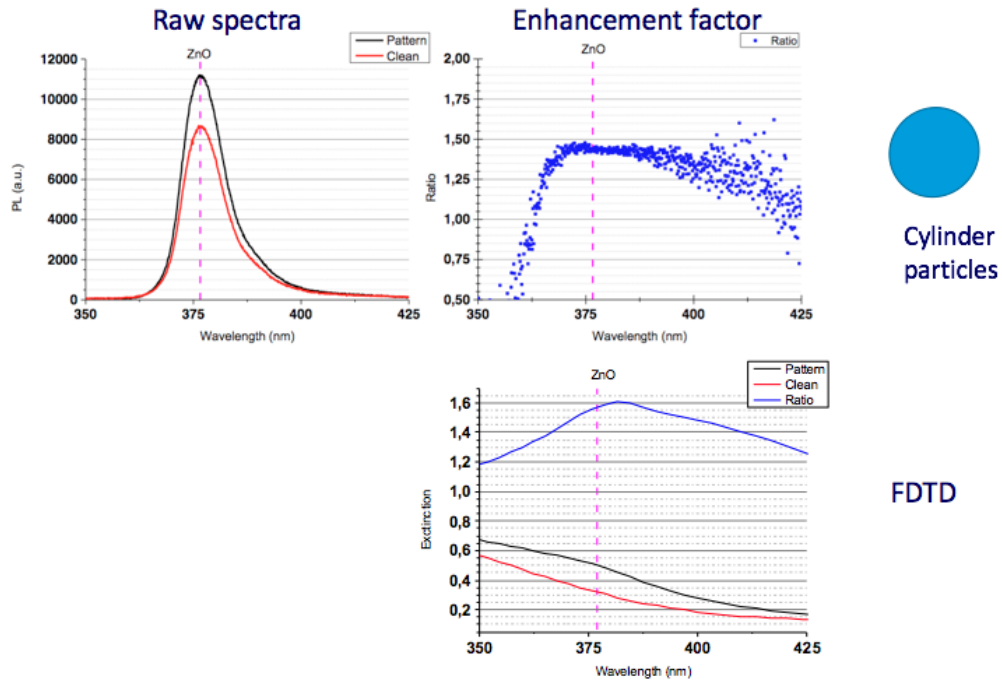 Raw spectra
Enhancement factor
ZnO
Pattern
Clean
12000
10000
8000
6000
4000
2000
0
PL (a.u.)
350
375
400
425
Wavelength (nm)
ZnO
Ratio
2,00
1,75
1,50
1,25
1,00
0,75
0,50
Ratio
350
375
400
425
Wavelength (nm)
Cylinder
particles
ZnO
Pattern
Clean
Ratio
1,6
1,4
1,2
1,0
0,8
0,6
0,4
0,2
Exctinction
350
375
400
425
Wavelength (nm)
FDTD